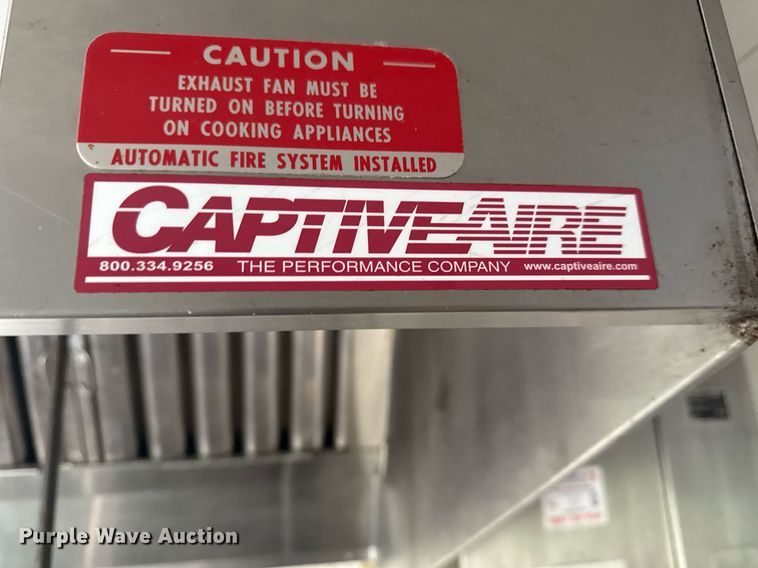 CAUTION
EXHAUST FAN MUST BE
TURNED ON BEFORE TURNING
ON COOKING APPLIANCES
AUTOMATIC FIRE SYSTEM INSTALLED
CAPTIVEAIRE
800.334.9256 THE PERFORMANCE COMPANY www.captiveaire.com
Purple Wave Auction